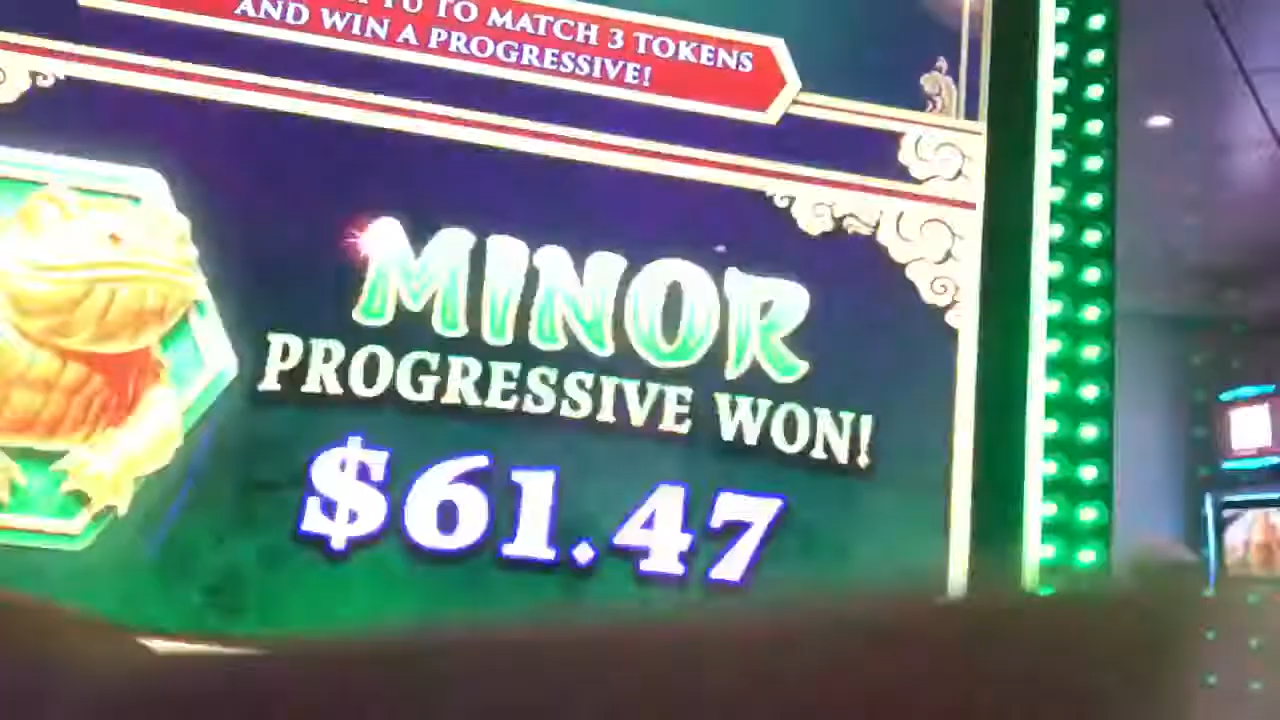 TO MATCH 3 TOKENS
AND WIN A PROGRESSIVE!
MINOR
PROGRESSIVE WON!
$61.47